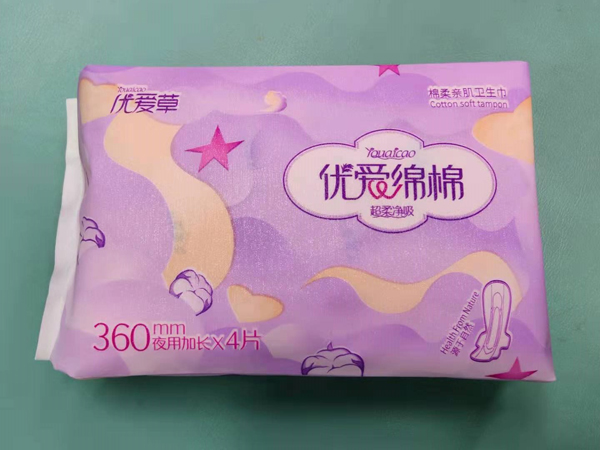 Youaicao
优爱草
棉柔亲肌卫生巾
Cotton soft tampon
Youaicao
优爱绵棉
超柔净吸
360mm
夜用加长×4片
Health From Nature
源于自然